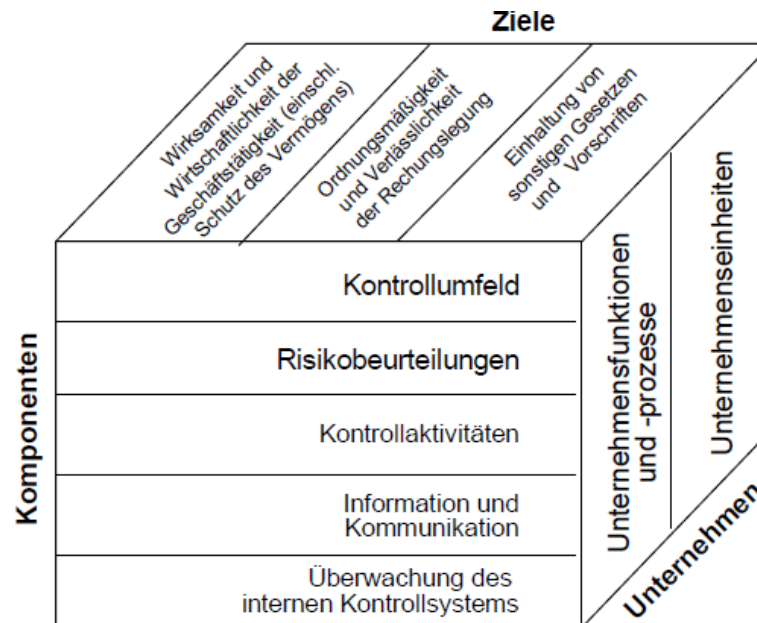 Ziele
Wirksamkeit und
Wirtschaftlichkeit der
Geschäftstätigkeit (einschl.
Schutz des Vermögens)
Ordnungsmäßigkeit
und Verlässlichkeit
der Rechungslegung
Einhaltung von
sonstigen Gesetzen
und Vorschriften
Komponenten
Kontrollumfeld
Risikobeurteilungen
Kontrollaktivitäten
Information und
Kommunikation
Überwachung des
internen Kontrollsystems
Unternehmensfunktionen
und -prozesse
Unternehmenseinheiten
Unternehmen